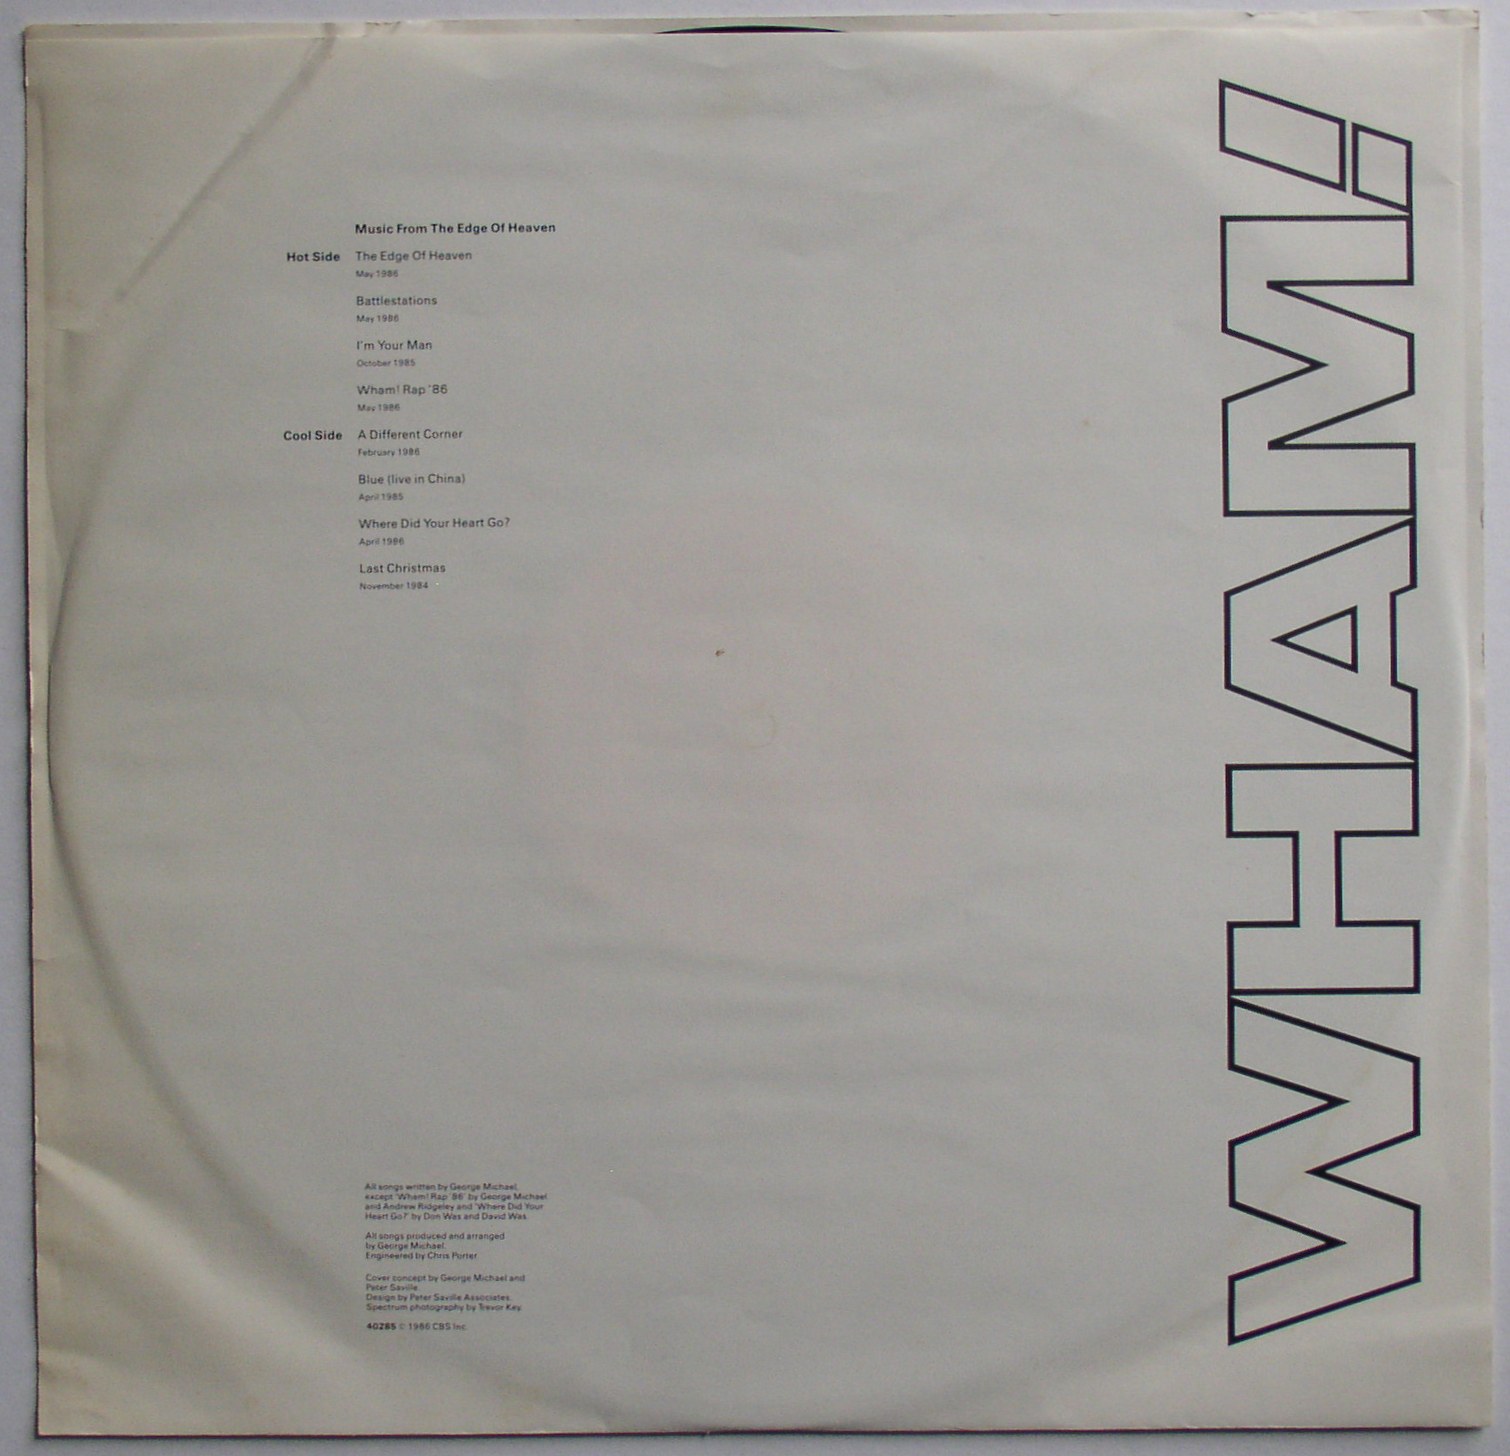 Music From The Edge Of Heaven
Hot Side The Edge Of Heaven
May 1986
Battlestations
May 1986
I'm Your Man
October 1985
Wham! Rap '86
May 1986
Cool Side A Different Corner
February 1986
Blue (live in China)
April 1985
Where Did Your Heart Go?
April 1986
Last Christmas
November 1984
All songs written by George Michael,
except 'Wham! Rap '86' by George Michael
and Andrew Ridgeley and 'Where Did Your
Heart Go?' by Don Was and David Was.
All songs produced and arranged
by George Michael.
Engineered by Chris Porter.
Cover concept by George Michael and
Peter Saville.
Design by Peter Saville Associates.
Spectrum photography by Trevor Key.
40285 © 1986 CBS Inc.
WHAM!